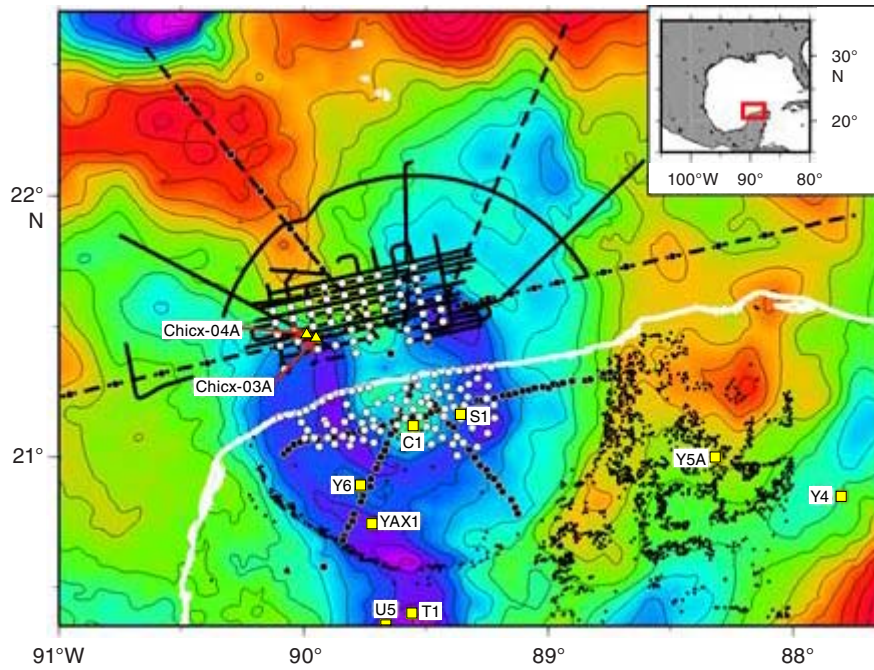 30°
N
20°
100°W
90°
80°
22°
N
Chicx-04A
Chicx-03A
S1
C1
21°
Y5A
Y6
Y4
YAX1
U5
T1
91°W
90°
89°
88°